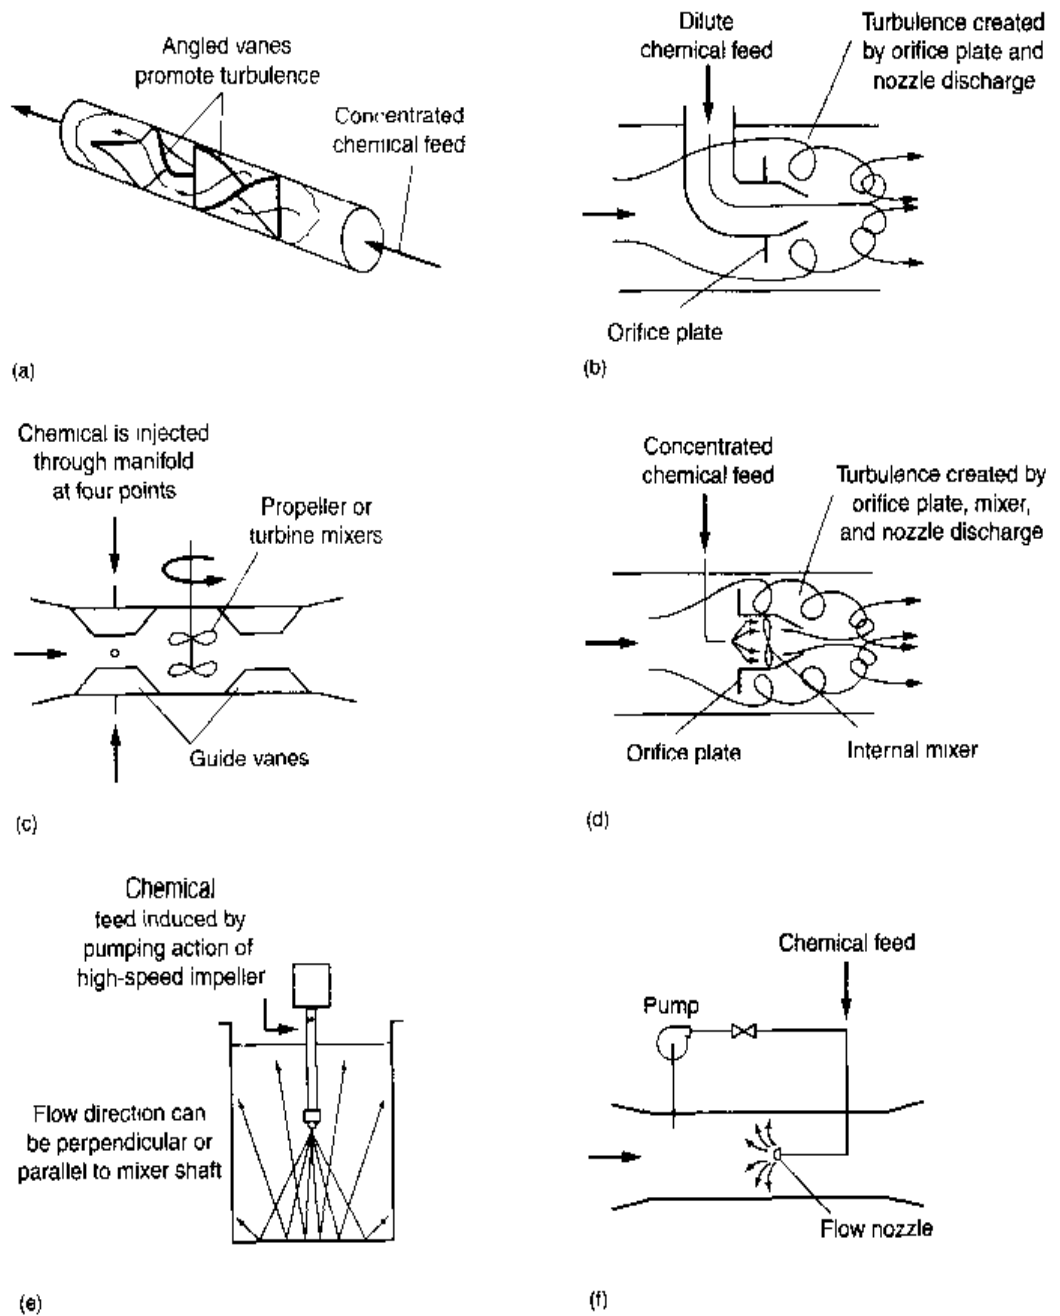 Angled vanes
promote turbulence
Concentrated
chemical feed
(a)
Dilute
chemical feed
Turbulence created
by orifice plate and
nozzle discharge
Orifice plate
(b)
Chemical is injected
through manifold
at four points
Propeller or
turbine mixers
Guide vanes
(c)
Concentrated
chemical feed
Turbulence created by
orifice plate, mixer,
and nozzle discharge
Orifice plate
Internal mixer
(d)
Chemical
feed induced by
pumping action of
high-speed impeller
Flow direction can
be perpendicular or
parallel to mixer shaft
(e)
Chemical feed
Pump
Flow nozzle
(f)